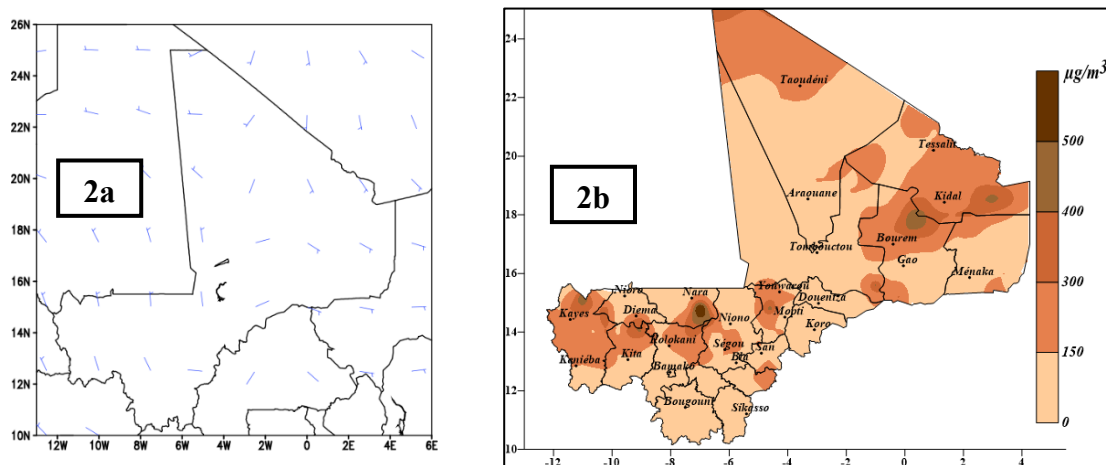 26N
24N
22N
20N
18N
16N
14N
12N
10N
12W 10W 8W 6W 4W 2W 0 2E 4E 6E
2a
24
22
20
18
16
14
12
10
-12 -10 -8 -6 -4 -2 0 2 4
2b
Taoudéni
Tessalit
Araouane
Kidal
Tombouctou
Bourem
Gao
Ménaka
Nioro
Nara
Youwarou
Douentza
Kayes
Diema
Niono
Mopti
Koro
Kolokani
Ségou
San
Kéniéba
Kita
Bla
Bamako
Bougouni
Sikasso
µg/m³
500
400
300
150
0